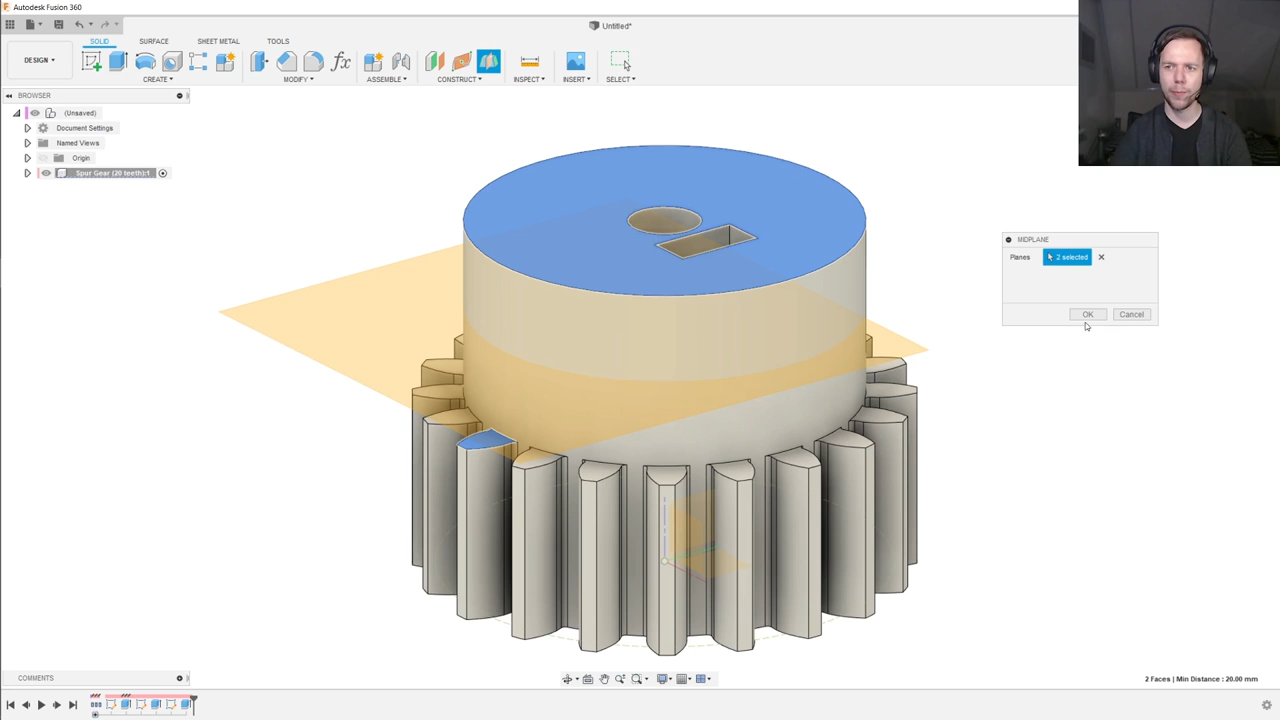 Autodesk Fusion 360
Untitled*
SOLID SURFACE SHEET METAL TOOLS
DESIGN
CREATE MODIFY ASSEMBLE CONSTRUCT INSPECT INSERT SELECT
BROWSER
(Unsaved)
Document Settings
Named Views
Origin
Spur Gear (20 teeth):1
MIDPLANE
Planes 2 selected
OK Cancel
COMMENTS
2 Faces | Min Distance : 20.00 mm